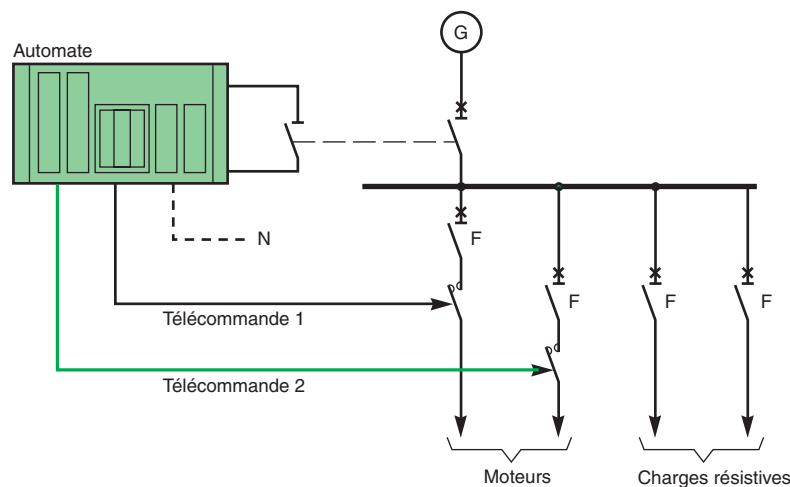 G
Automate
N
F
F
F
F
Télécommande 1
Télécommande 2
Moteurs
Charges résistives